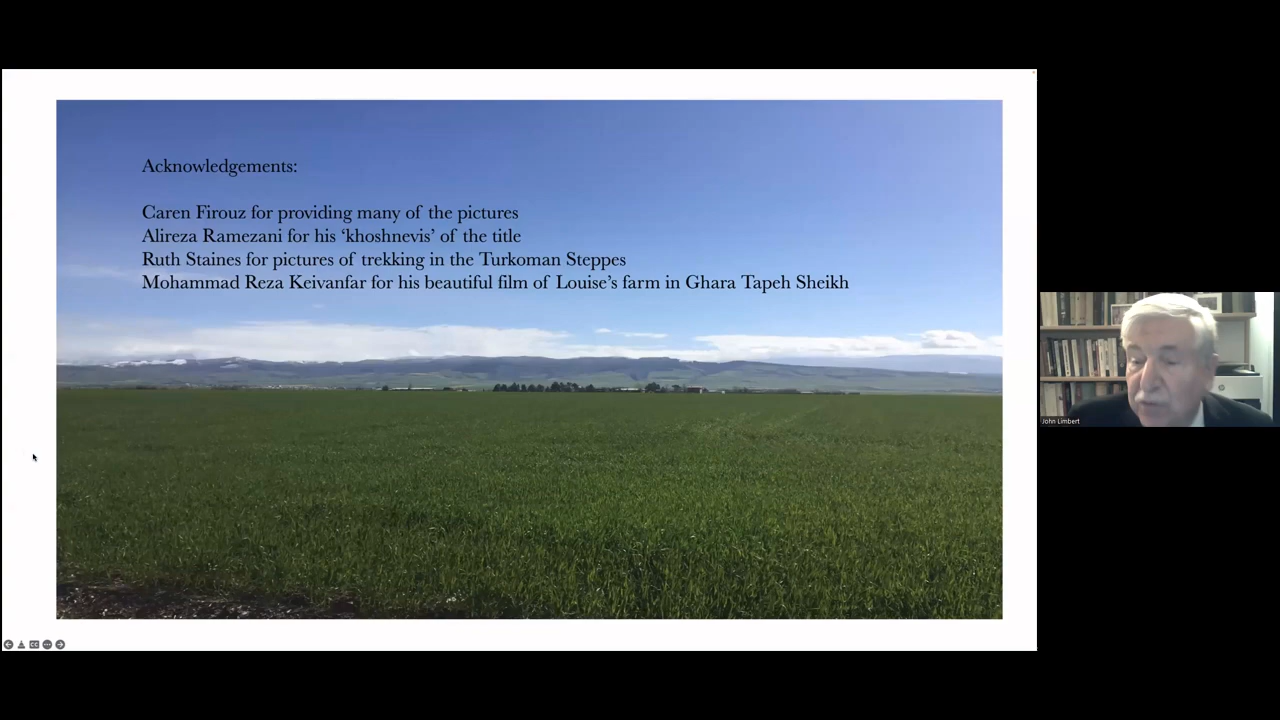 Acknowledgements:
Caren Firouz for providing many of the pictures
Alireza Ramezani for his ‘khoshnevis’ of the title
Ruth Staines for pictures of trekking in the Turkoman Steppes
Mohammad Reza Keivanfar for his beautiful film of Louise’s farm in Ghara Tapeh Sheikh
John Limbert